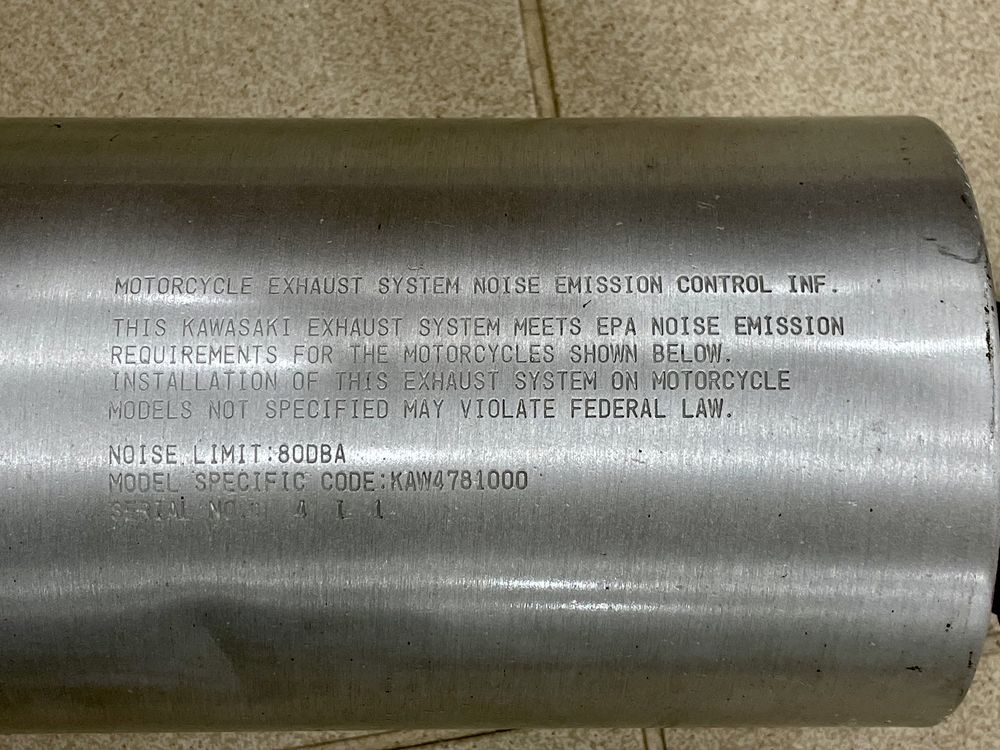 MOTORCYCLE EXHAUST SYSTEM NOISE EMISSION CONTROL INF.
THIS KAWASAKI EXHAUST SYSTEM MEETS EPA NOISE EMISSION
REQUIREMENTS FOR THE MOTORCYCLES SHOWN BELOW.
INSTALLATION OF THIS EXHAUST SYSTEM ON MOTORCYCLE
MODELS NOT SPECIFIED MAY VIOLATE FEDERAL LAW.
NOISE LIMIT:80DBA
MODEL SPECIFIC CODE:KAW4781000
SERIAL NO.